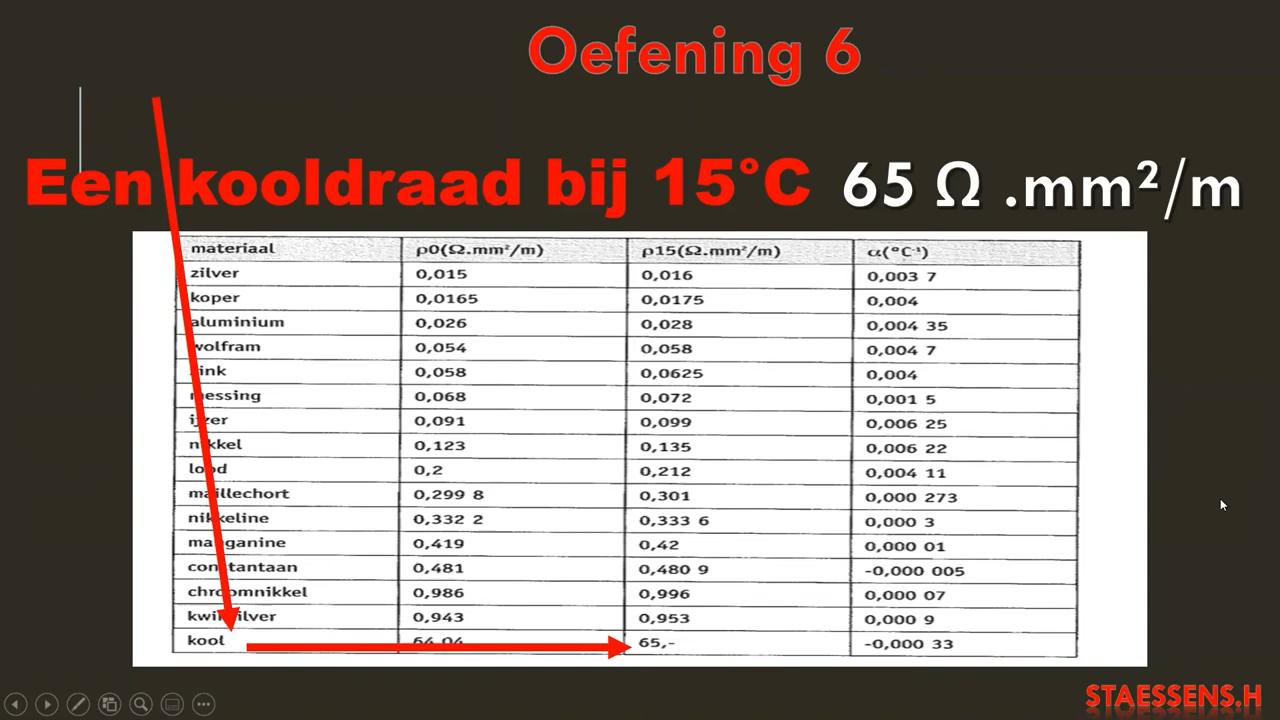 Oefening 6
Een kooldraad bij 15°C 65 Ω .mm²/m
materiaal ρ0(Ω.mm²/m) ρ15(Ω.mm²/m) α(°C⁻¹)
zilver 0,015 0,016 0,003 7
koper 0,0165 0,0175 0,004
aluminium 0,026 0,028 0,004 35
wolfram 0,054 0,058 0,004 7
zink 0,058 0,0625 0,004
messing 0,068 0,072 0,001 5
ijzer 0,091 0,099 0,006 25
nikkel 0,123 0,135 0,006 22
lood 0,2 0,212 0,004 11
maillechort 0,299 8 0,301 0,000 273
nikkeline 0,332 2 0,333 6 0,000 3
manganine 0,419 0,42 0,000 01
constantaan 0,481 0,480 9 -0,000 005
chroomnikkel 0,986 0,996 0,000 07
kwikzilver 0,943 0,953 0,000 9
kool 65,- -0,000 33
STAESSENS.H